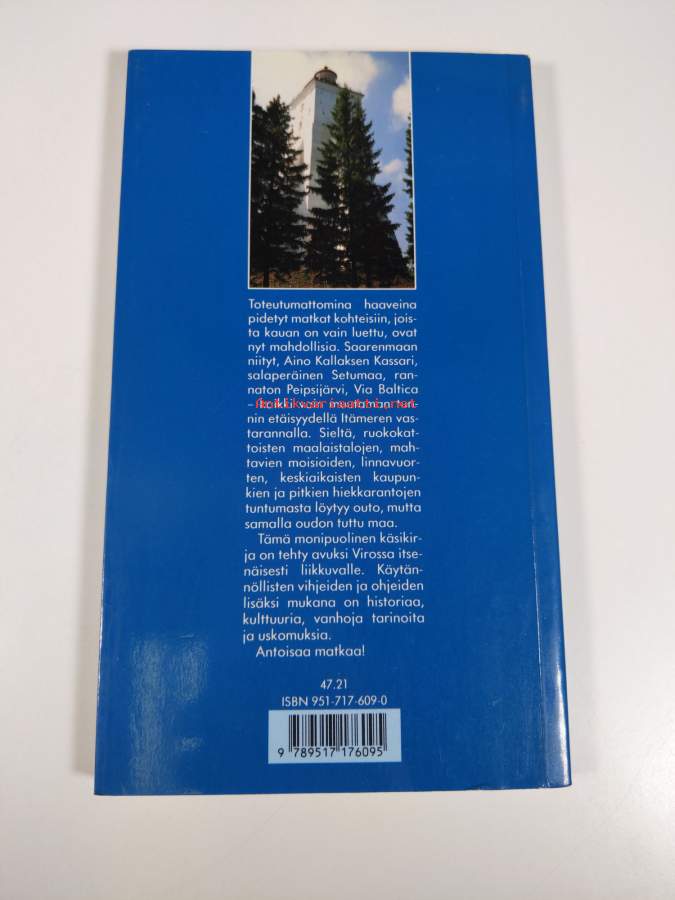 Toteutumattomina haaveina
pidetyt matkat kohteisiin, jois-
ta kauan on vain luettu, ovat
nyt mahdollisia. Saarenmaan
niityt, Aino Kallaksen Kassari,
salaperäinen Setumaa, ran-
naton Peipsijärvi, Via Baltica
– kaikki vain muutaman tun-
nin etäisyydellä Itämeren vas-
tarannalla. Sieltä, ruokokat-
toisten maalaistalojen, mah-
tavien moisioiden, linnavuor-
ten, keskiaikaisten kaupun-
kien ja pitkien hiekkarantojen
tuntumasta löytyy outo, mutta
samalla oudon tuttu maa.
Tämä monipuolinen käsikir-
ja on tehty avuksi Virossa itse-
näisesti liikkuvalle. Käytän-
nöllisten vihjeiden ja ohjeiden
lisäksi mukana on historiaa,
kulttuuria, vanhoja tarinoita
ja uskomuksia.
Antoisaa matkaa!
47.21
ISBN 951-717-609-0
9 789517 176095